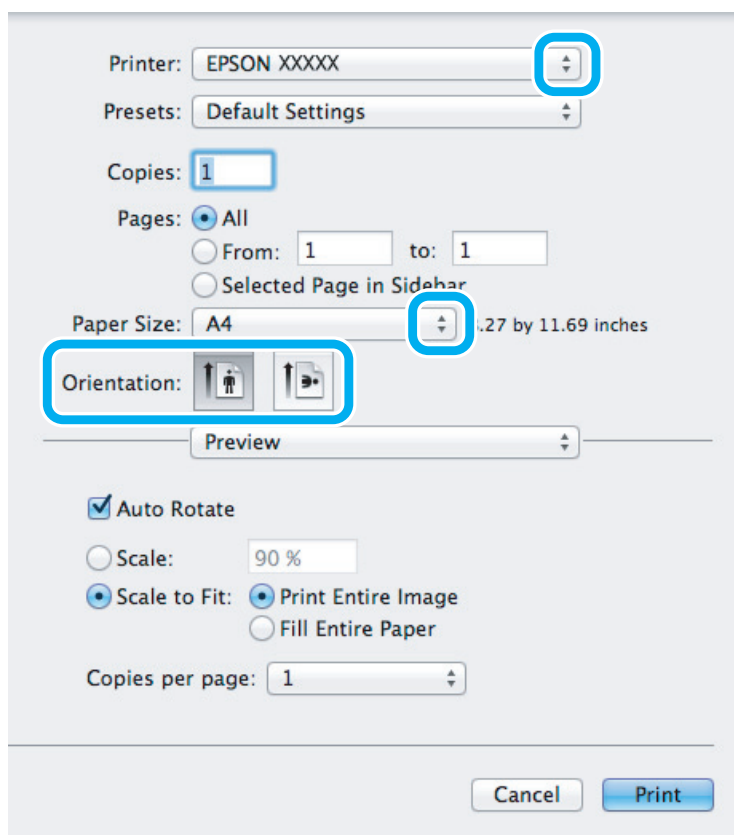 Printer: EPSON XXXXX
Presets: Default Settings
Copies: 1
Pages: All
From: 1 to: 1
Selected Page in Sidebar
Paper Size: A4 .27 by 11.69 inches
Orientation:
Preview
Auto Rotate
Scale: 90 %
Scale to Fit: Print Entire Image
Fill Entire Paper
Copies per page: 1
Cancel Print